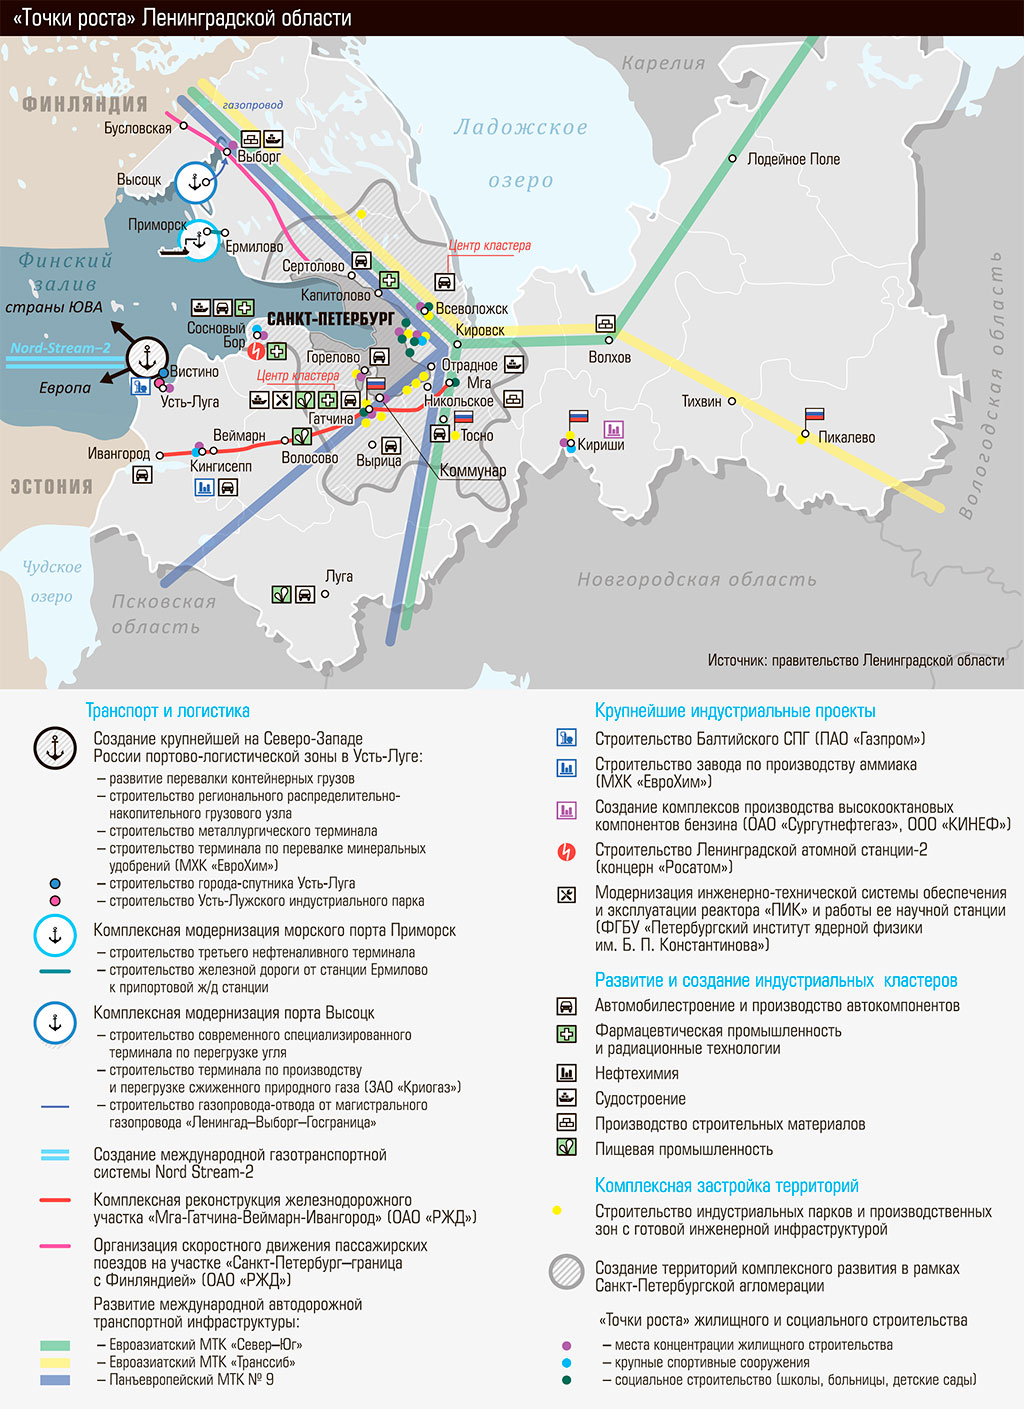 «Точки роста» Ленинградской области
Карелия
ФИНЛЯНДИЯ
газопровод
Бусловская
Ладожское
озеро
Выборг
Лодейное Поле
Высоцк
Приморск
Ермилово
Центр кластера
Финский
залив
Сертолово
страны ЮВА
Капитолово
Всеволожск
САНКТ-ПЕТЕРБУРГ
Сосновый
Бор
Кировск
Nord-Stream–2
Горелово
Волхов
Отрадное
Вистино
Центр кластера
Мга
Европа
Усть-Луга
Никольское
Тихвин
Гатчина
Веймарн
Тосно
Пикалево
Кириши
Ивангород
Волосово
Вырица
Кингисепп
Коммунар
Вологодская область
ЭСТОНИЯ
Чудское
озеро
Луга
Новгородская область
Псковская
область
Источник: правительство Ленинградской области
Транспорт и логистика
Создание крупнейшей на Северо-Западе
России портово-логистической зоны в Усть-Луге:
– развитие перевалки контейнерных грузов
– строительство регионального распределительно-
накопительного грузового узла
– строительство металлургического терминала
– строительство терминала по перевалке минеральных
удобрений (МХК «ЕвроХим»)
– строительство города-спутника Усть-Луга
– строительство Усть-Лужского индустриального парка
Комплексная модернизация морского порта Приморск
– строительство третьего нефтеналивного терминала
– строительство железной дороги от станции Ермилово
к припортовой ж/д станции
Комплексная модернизация порта Высоцк
– строительство современного специализированного
терминала по перегрузке угля
– строительство терминала по производству
и перегрузке сжиженного природного газа (ЗАО «Криогаз»)
– строительство газопровода-отвода от магистрального
газопровода «Ленингад–Выборг–Госграница»
Создание международной газотранспортной
системы Nord Stream-2
Комплексная реконструкция железнодорожного
участка «Мга-Гатчина-Веймарн-Ивангород» (ОАО «РЖД»)
Организация скоростного движения пассажирских
поездов на участке «Санкт-Петербург–граница
с Финляндией» (ОАО «РЖД»)
Развитие международной автодорожной
транспортной инфраструктуры:
– Евроазиатский МТК «Север–Юг»
– Евроазиатский МТК «Транссиб»
– Панъевропейский МТК № 9
Крупнейшие индустриальные проекты
Строительство Балтийского СПГ (ПАО «Газпром»)
Строительство завода по производству аммиака
(МХК «ЕвроХим»)
Создание комплексов производства высокооктановых
компонентов бензина (ОАО «Сургутнефтегаз», ООО «КИНЕФ»)
Строительство Ленинградской атомной станции-2
(концерн «Росатом»)
Модернизация инженерно-технической системы обеспечения
и эксплуатации реактора «ПИК» и работы ее научной станции
(ФГБУ «Петербургский институт ядерной физики
им. Б. П. Константинова»)
Развитие и создание индустриальных кластеров
Автомобилестроение и производство автокомпонентов
Фармацевтическая промышленность
и радиационные технологии
Нефтехимия
Судостроение
Производство строительных материалов
Пищевая промышленность
Комплексная застройка территорий
Строительство индустриальных парков и производственных
зон с готовой инженерной инфраструктурой
Создание территорий комплексного развития в рамках
Санкт-Петербургской агломерации
«Точки роста» жилищного и социального строительства
– места концентрации жилищного строительства
– крупные спортивные сооружения
– социальное строительство (школы, больницы, детские сады)